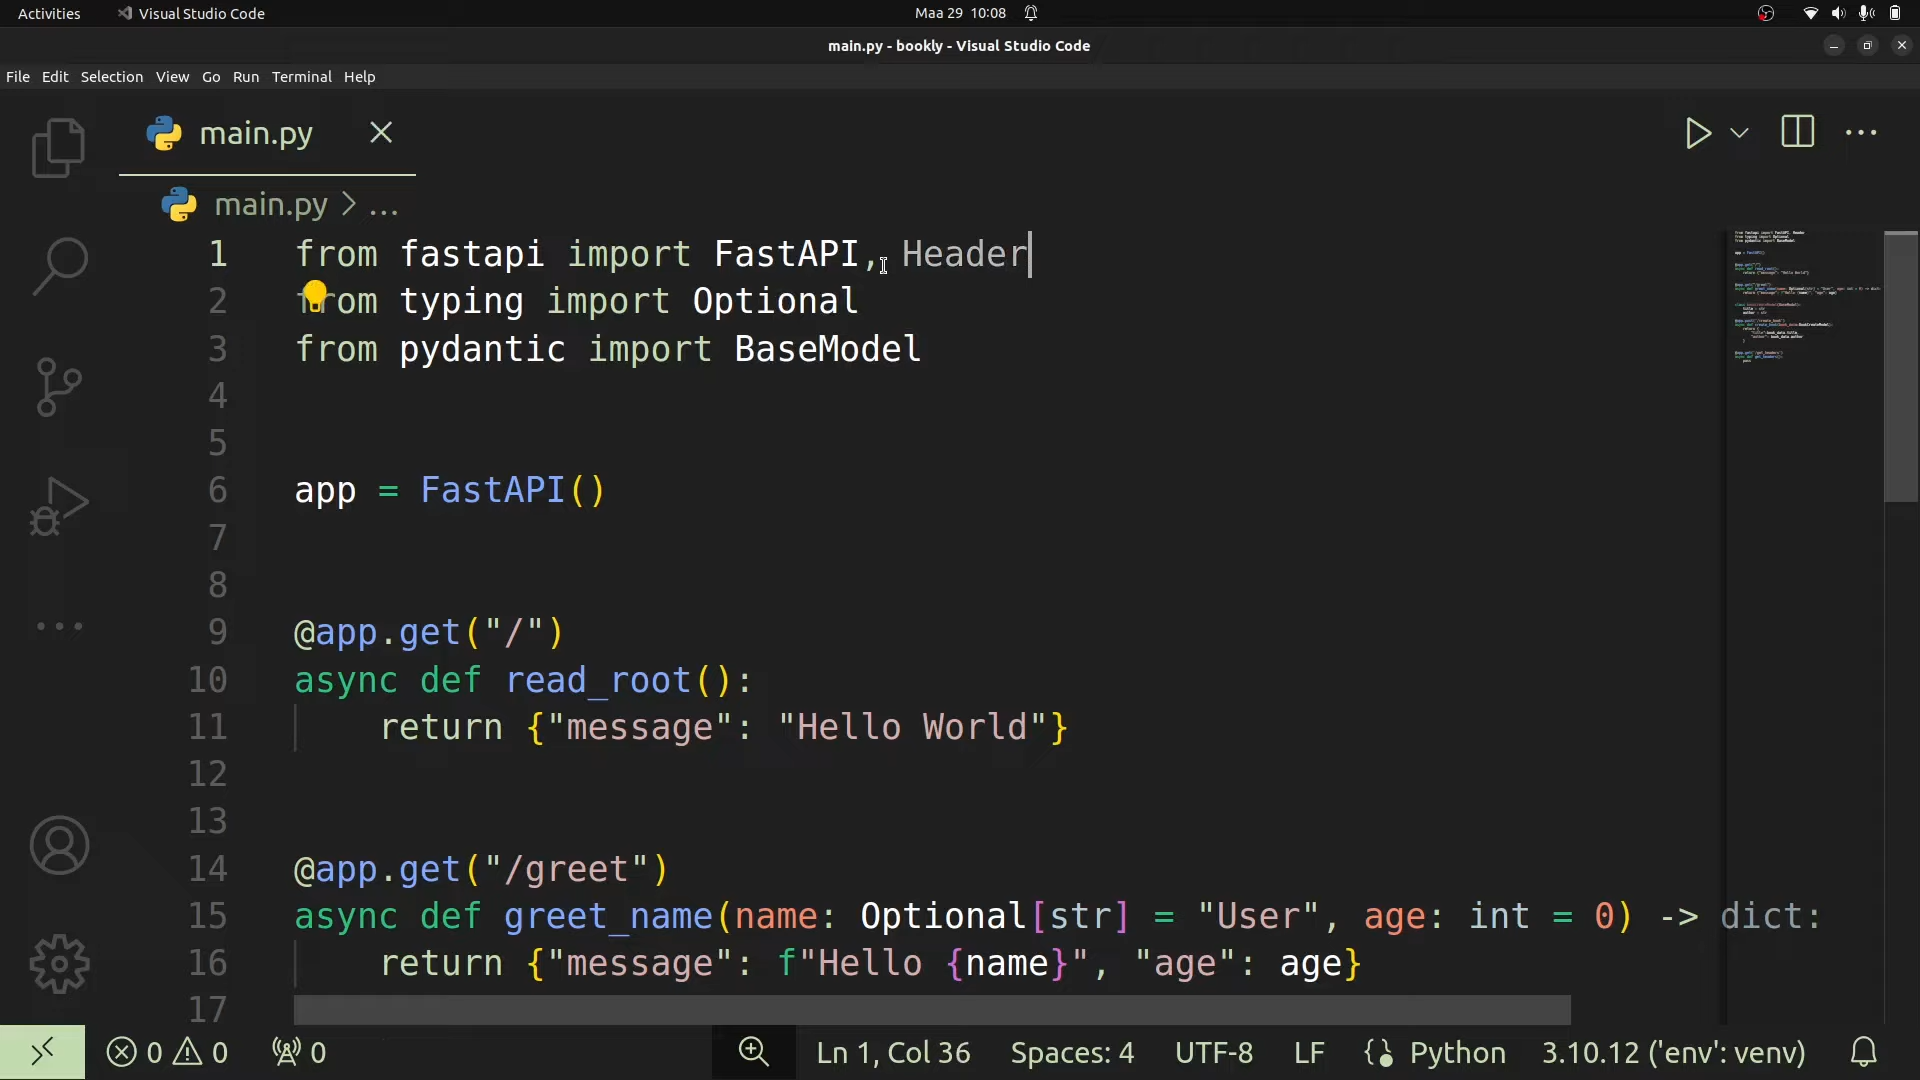 Activities Visual Studio Code Maa 29 10:08
main.py - bookly - Visual Studio Code
File Edit Selection View Go Run Terminal Help
main.py
main.py > ...
1 from fastapi import FastAPI, Header
2 from typing import Optional
3 from pydantic import BaseModel
4
5
6 app = FastAPI()
7
8
9 @app.get("/")
10 async def read_root():
11 return {"message": "Hello World"}
12
13
14 @app.get("/greet")
15 async def greet_name(name: Optional[str] = "User", age: int = 0) -> dict:
16 return {"message": f"Hello {name}", "age": age}
17
0 0 0 Ln 1, Col 36 Spaces: 4 UTF-8 LF Python 3.10.12 ('env': venv)